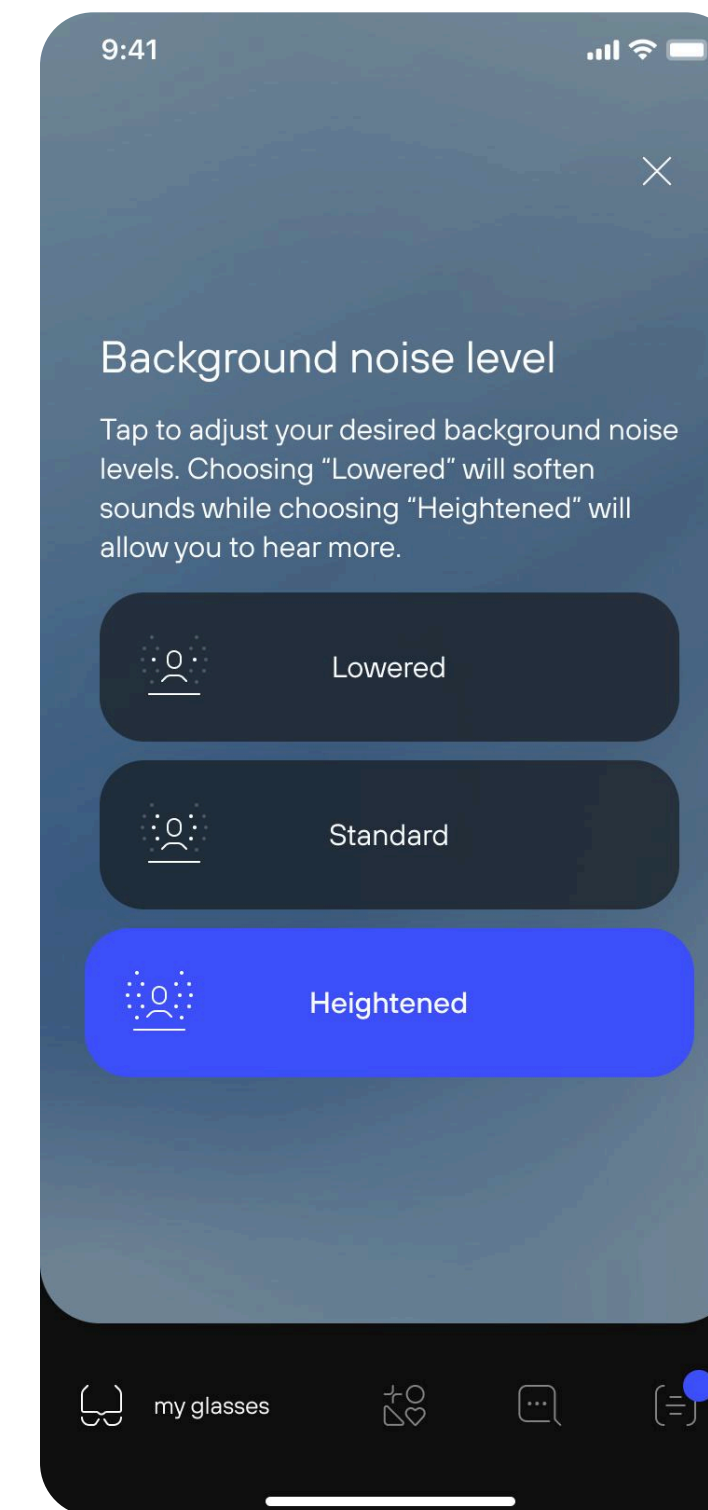 9:41
Background noise level
Tap to adjust your desired background noise
levels. Choosing “Lowered” will soften
sounds while choosing “Heightened” will
allow you to hear more.
Lowered
Standard
Heightened
my glasses